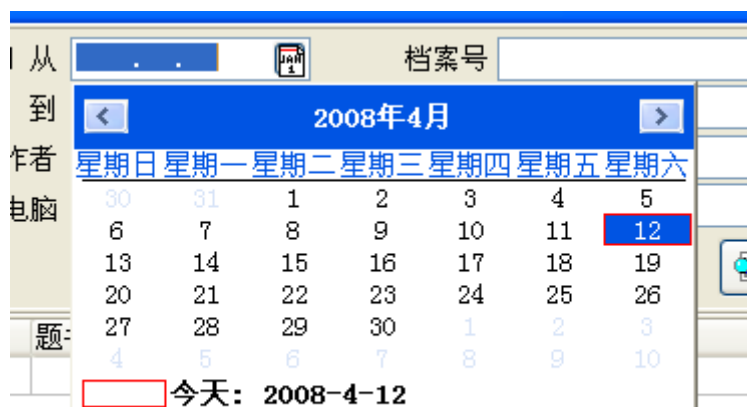 从 . . 档案号
到
作者
电脑
2008年4月
星期日 星期一 星期二 星期三 星期四 星期五 星期六
30 31 1 2 3 4 5
6 7 8 9 10 11 12
13 14 15 16 17 18 19
20 21 22 23 24 25 26
27 28 29 30 1 2 3
4 5 6 7 8 9 10
今天: 2008-4-12
题